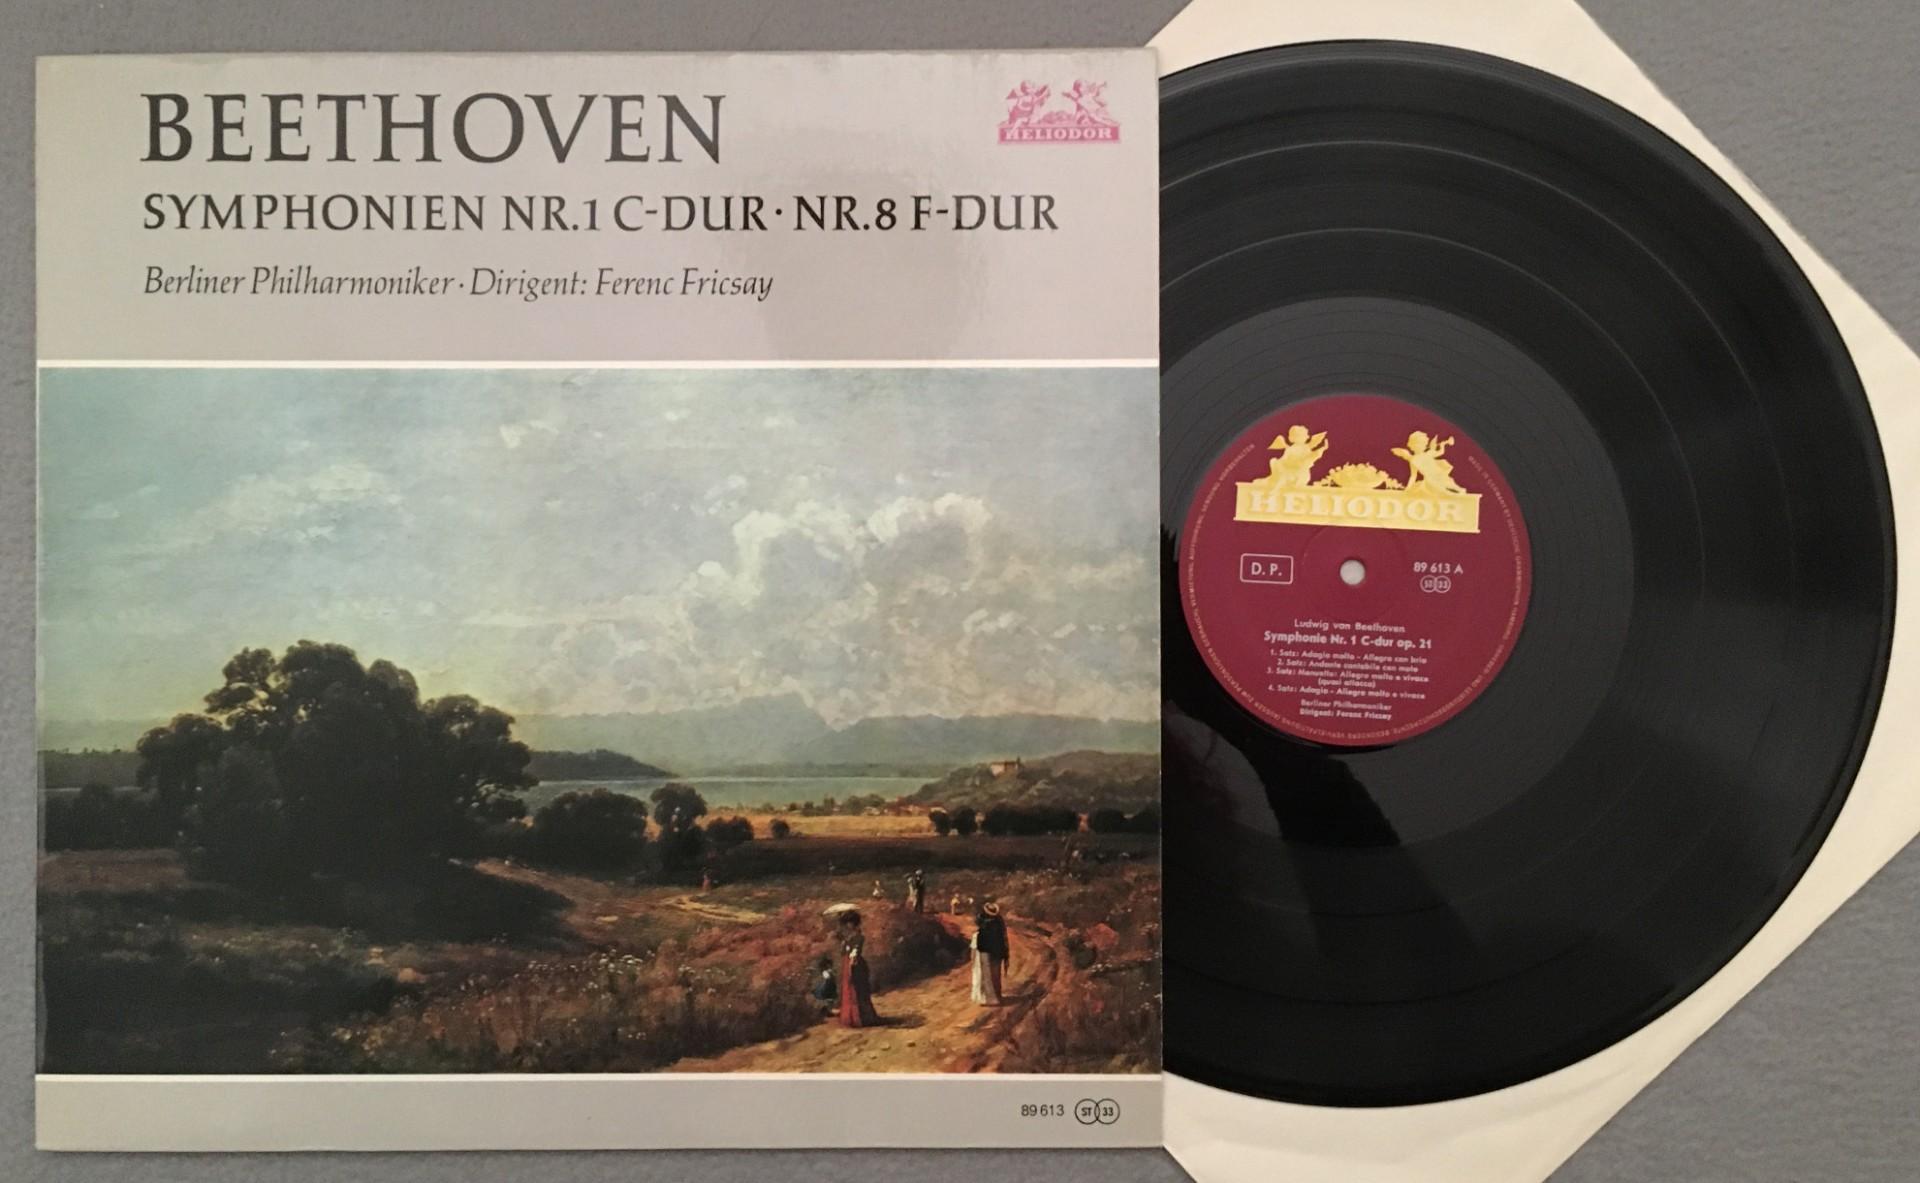 BEETHOVEN
HELIODOR
SYMPHONIEN NR.1 C-DUR · NR.8 F-DUR
Berliner Philharmoniker · Dirigent: Ferenc Fricsay
89 613 ST 33
HELIODOR
D. P.
89 613 A
ST 33
Ludwig van Beethoven
Symphonie Nr. 1 C-dur op. 21
1. Satz: Adagio molto - Allegro con brio
2. Satz: Andante cantabile con moto
3. Satz: Menuetto: Allegro molto e vivace
(quasi attacca)
4. Satz: Adagio - Allegro molto e vivace
Berliner Philharmoniker
Dirigent: Ferenc Fricsay